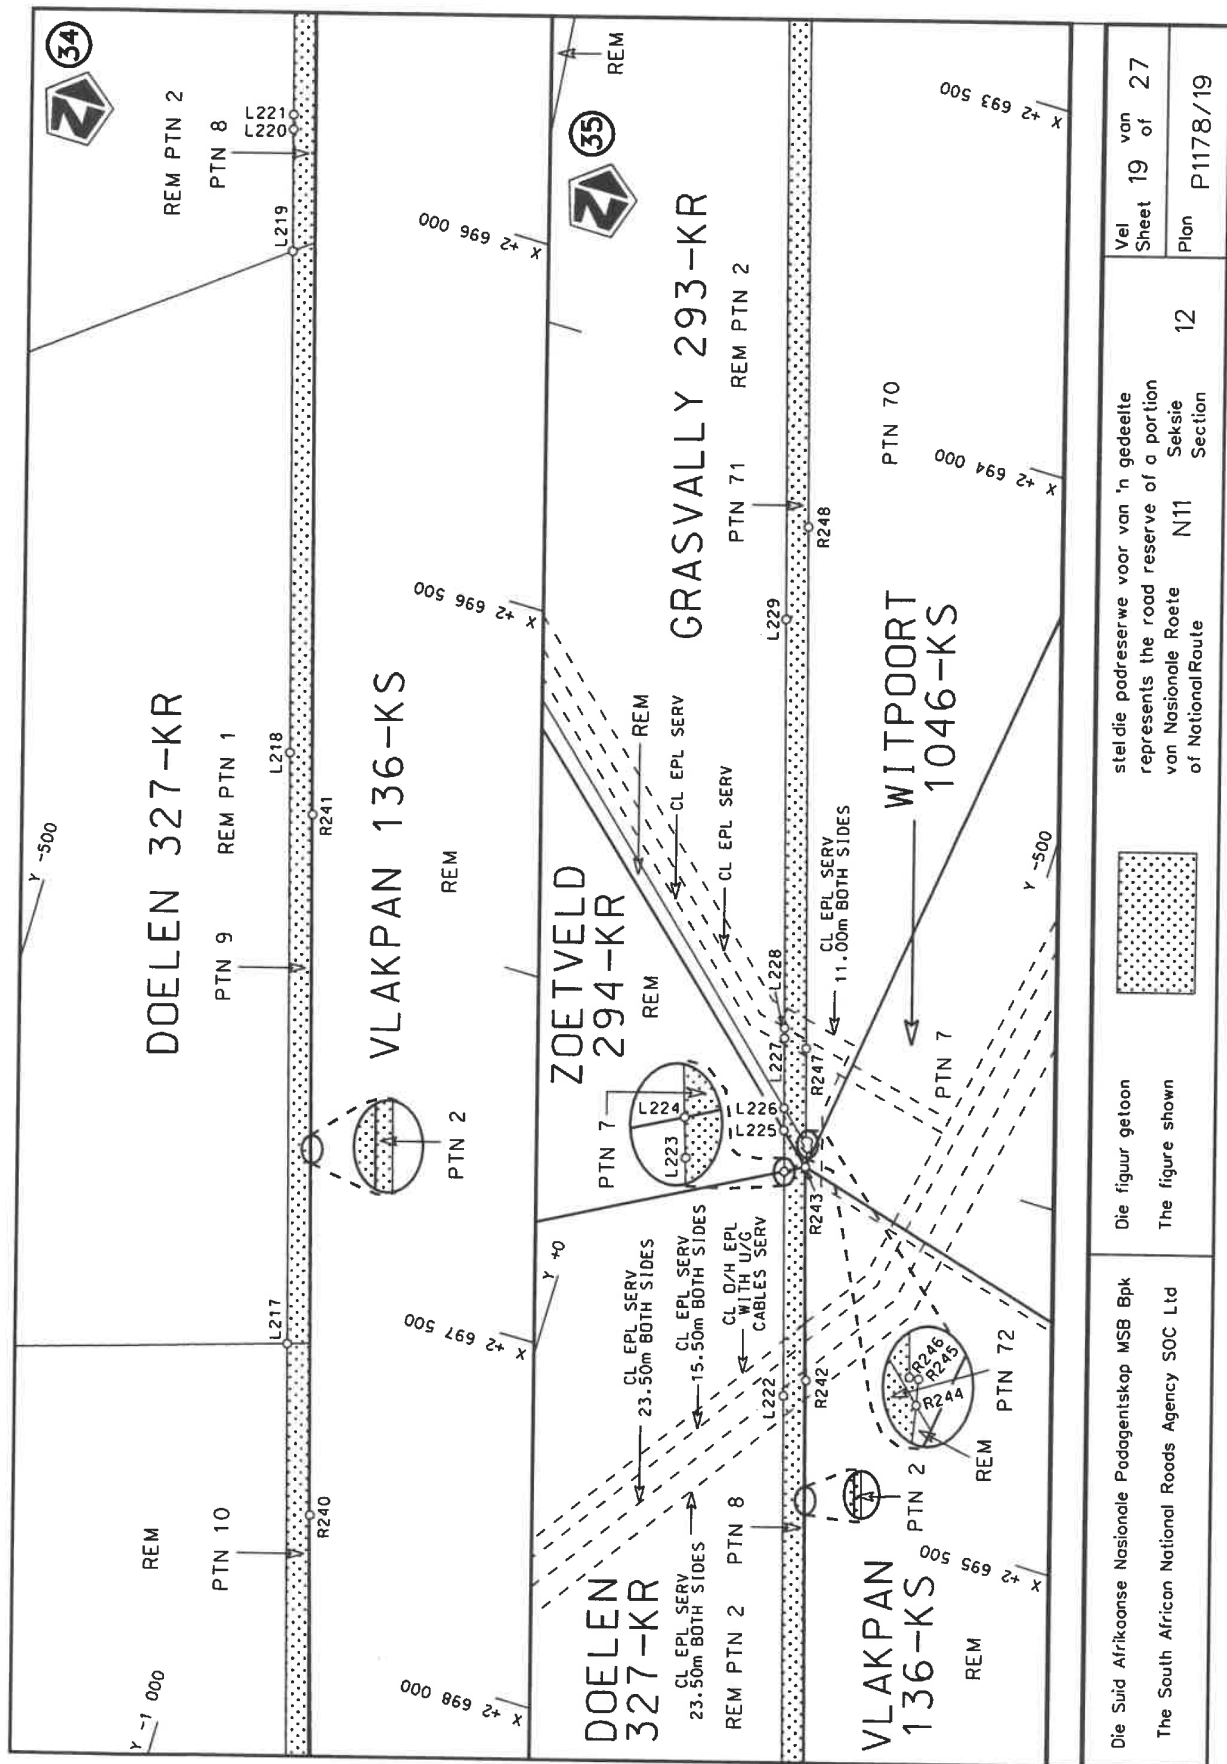 34
REM
PTN 10
L217
R240
Y -1 000
X +2 698 000
X +2 697 500
Y -500
DOELEN 327-KR
PTN 9
REM PTN 1
L218
R241
VLAKPAN 136-KS
REM
PTN 2
X +2 696 500
L219
REM PTN 2
PTN 8
L220
L221
X +2 696 000
35
REM
DOELEN
327-KR
CL EPL SERV
23.50m BOTH SIDES
REM PTN 2
PTN 8
CL EPL SERV
23.50m BOTH SIDES
CL EPL SERV
15.50m BOTH SIDES
CL O/H EPL
WITH U/G
CABLES SERV
Y +0
L222
R242
VLAKPAN
136-KS
REM
PTN 2
X +2 695 500
REM
PTN 72
R244
R245
R246
R243
ZOETVELD
294-KR
REM
PTN 7
L223
L224
L225
L226
L227
L228
R247
REM
CL EPL SERV
CL EPL SERV
CL EPL SERV
11.00m BOTH SIDES
PTN 7
WITPOORT
1046-KS
Y -500
GRASVALLY 293-KR
PTN 71
REM PTN 2
L229
R248
PTN 70
X +2 694 000
X +2 693 500
Die Suid Afrikaanse Nasionale Padagentskap MSB Bpk
The South African National Roads Agency SOC Ltd
Die figuur getoon
The figure shown
stel die padreserwe voor van 'n gedeelte
represents the road reserve of a portion
van Nasionale Roete N11 Seksie 12
of National Route Section
Vel 19 van 27
Sheet of
Plan P1178/19